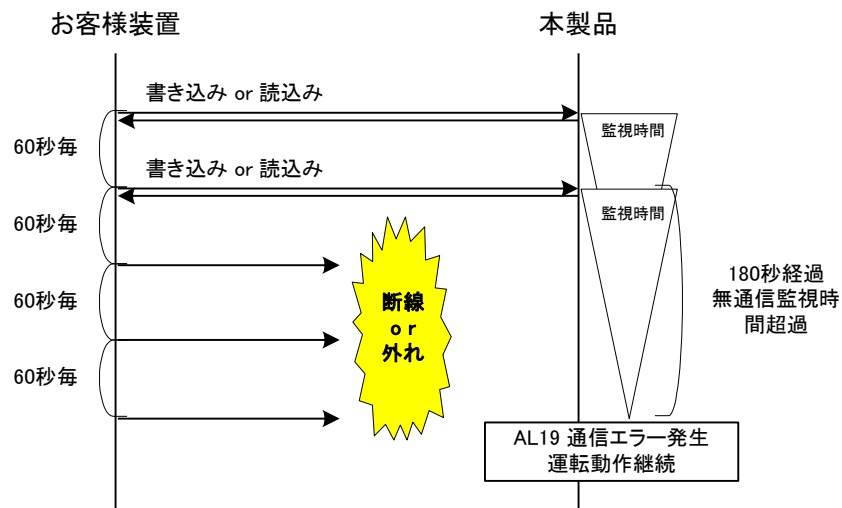 お客様装置
本製品
書き込み or 読込み
監視時間
60秒毎
書き込み or 読込み
監視時間
60秒毎
180秒経過
無通信監視時
間超過
断線
or
外れ
60秒毎
60秒毎
AL19 通信エラー発生
運転動作継続